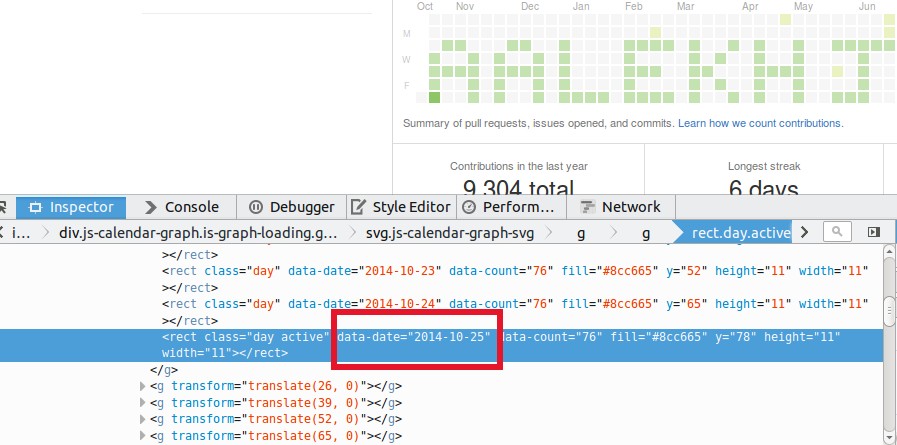 Oct Nov Dec Jan Feb Mar Apr May Jun
M
W
F
Summary of pull requests, issues opened, and commits. Learn how we count contributions.
Contributions in the last year Longest streak
9,304 total 6 days
Inspector Console Debugger Style Editor Perform... Network
i... div.js-calendar-graph.is-graph-loading.g... svg.js-calendar-graph-svg g g rect.day.active
></rect>
<rect class="day" data-date="2014-10-23" data-count="76" fill="#8cc665" y="52" height="11" width="11"
></rect>
<rect class="day" data-date="2014-10-24" data-count="76" fill="#8cc665" y="65" height="11" width="11"
></rect>
<rect class="day active" data-date="2014-10-25" data-count="76" fill="#8cc665" y="78" height="11"
width="11"></rect>
</g>
<g transform="translate(26, 0)"></g>
<g transform="translate(39, 0)"></g>
<g transform="translate(52, 0)"></g>
<g transform="translate(65, 0)"></g>